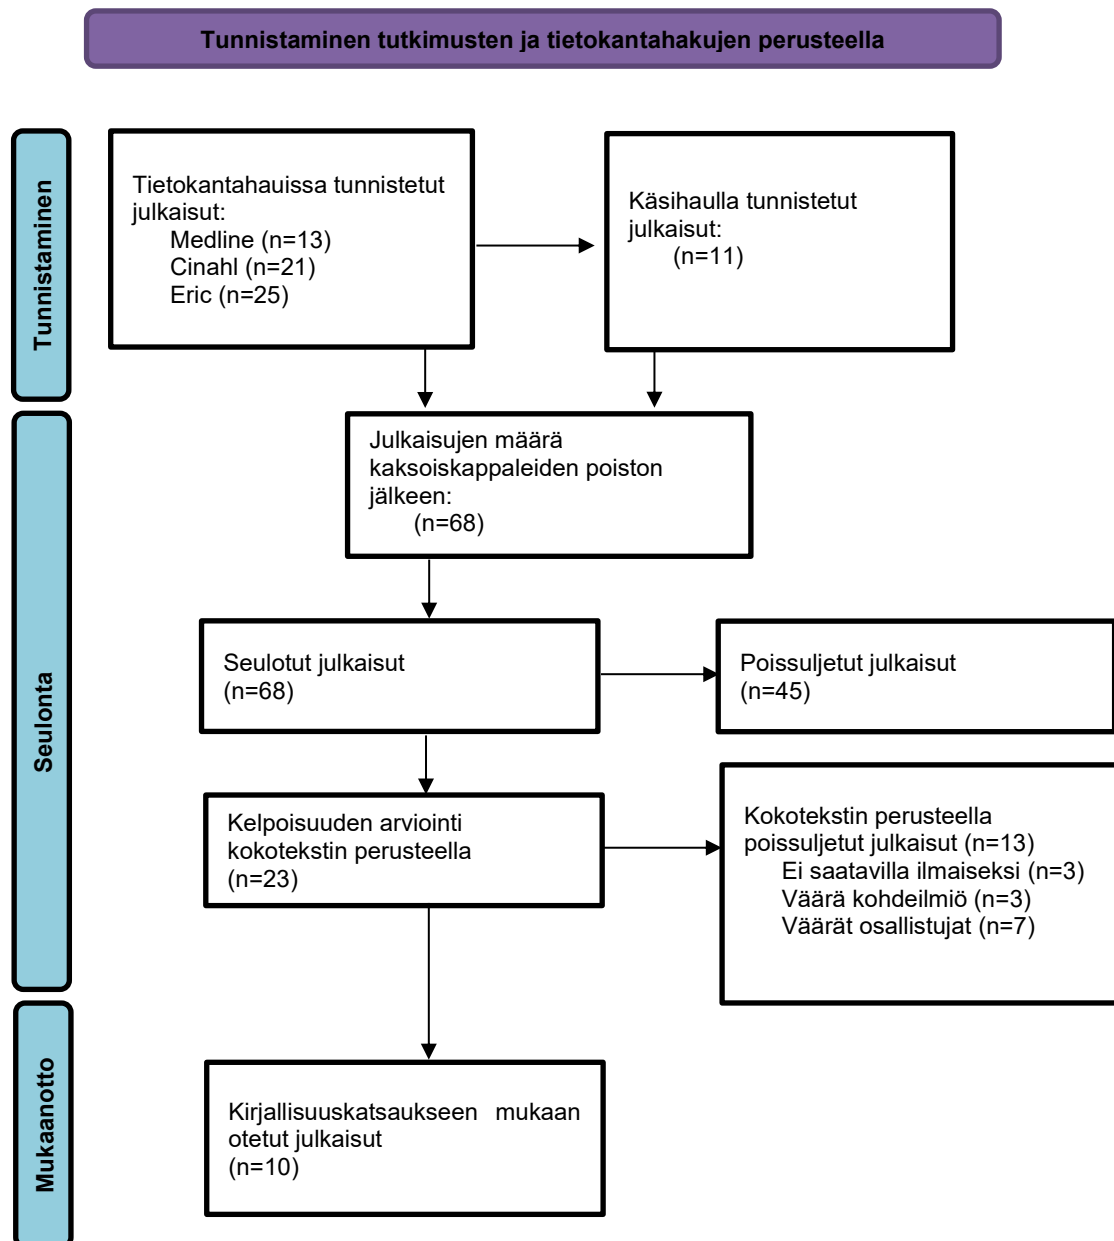 Tunnistaminen tutkimusten ja tietokantahakujen perusteella
Tunnistaminen
Tietokantahauissa tunnistetut
julkaisut:
Medline (n=13)
Cinahl (n=21)
Eric (n=25)
Käsihaulla tunnistetut
julkaisut:
(n=11)
Seulonta
Julkaisujen määrä
kaksoiskappaleiden poiston
jälkeen:
(n=68)
Seulotut julkaisut
(n=68)
Poissuljetut julkaisut
(n=45)
Kelpoisuuden arviointi
kokotekstin perusteella
(n=23)
Kokotekstin perusteella
poissuljetut julkaisut (n=13)
Ei saatavilla ilmaiseksi (n=3)
Väärä kohdeilmiö (n=3)
Väärät osallistujat (n=7)
Mukaanotto
Kirjallisuuskatsaukseen mukaan
otetut julkaisut
(n=10)